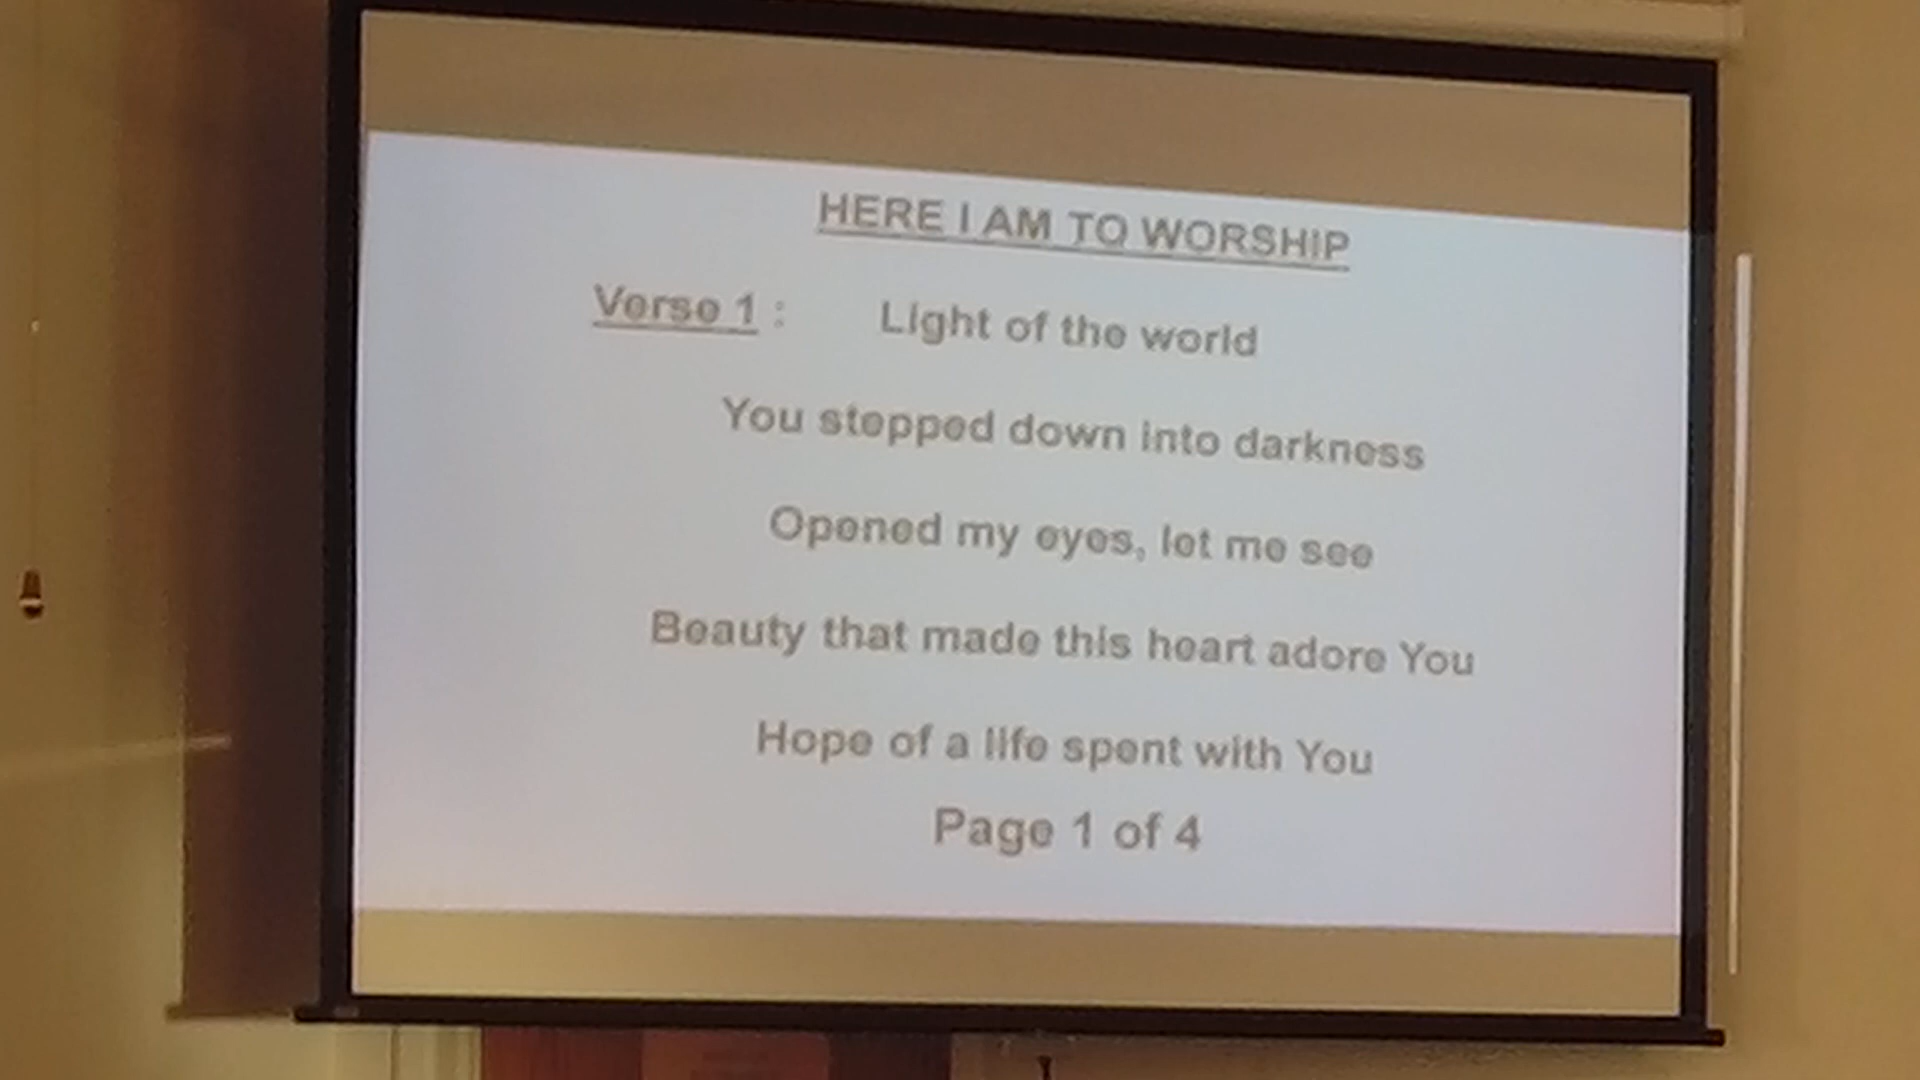 HERE I AM TO WORSHIP
Verse 1 : Light of the world
You stepped down into darkness
Opened my eyes, let me see
Beauty that made this heart adore You
Hope of a life spent with You
Page 1 of 4